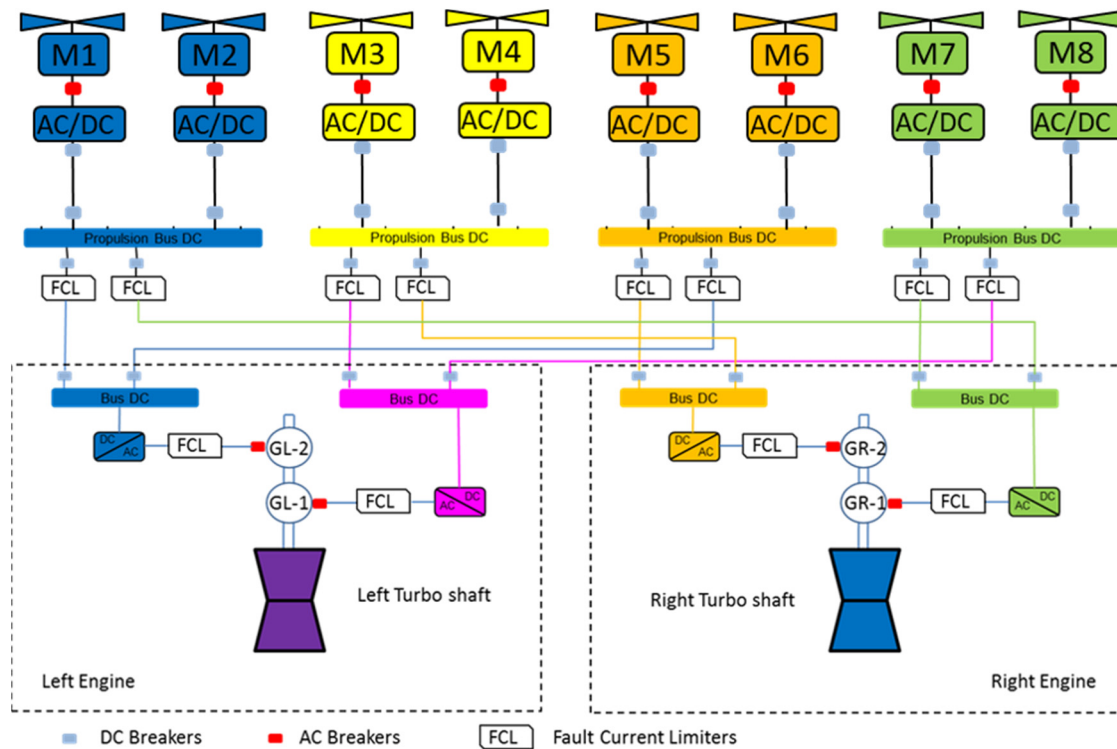 M1 M2 M3 M4 M5 M6 M7 M8
AC/DC AC/DC AC/DC AC/DC AC/DC AC/DC AC/DC AC/DC
Propulsion Bus DC Propulsion Bus DC Propulsion Bus DC Propulsion Bus DC
FCL FCL FCL FCL FCL FCL FCL FCL
Bus DC Bus DC Bus DC Bus DC
DC
AC
FCL
GL-2
DC
AC
FCL
GR-2
GL-1
FCL
DC
AC
GR-1
FCL
DC
AC
Left Turbo shaft
Right Turbo shaft
Left Engine
Right Engine
DC Breakers
AC Breakers
FCL
Fault Current Limiters